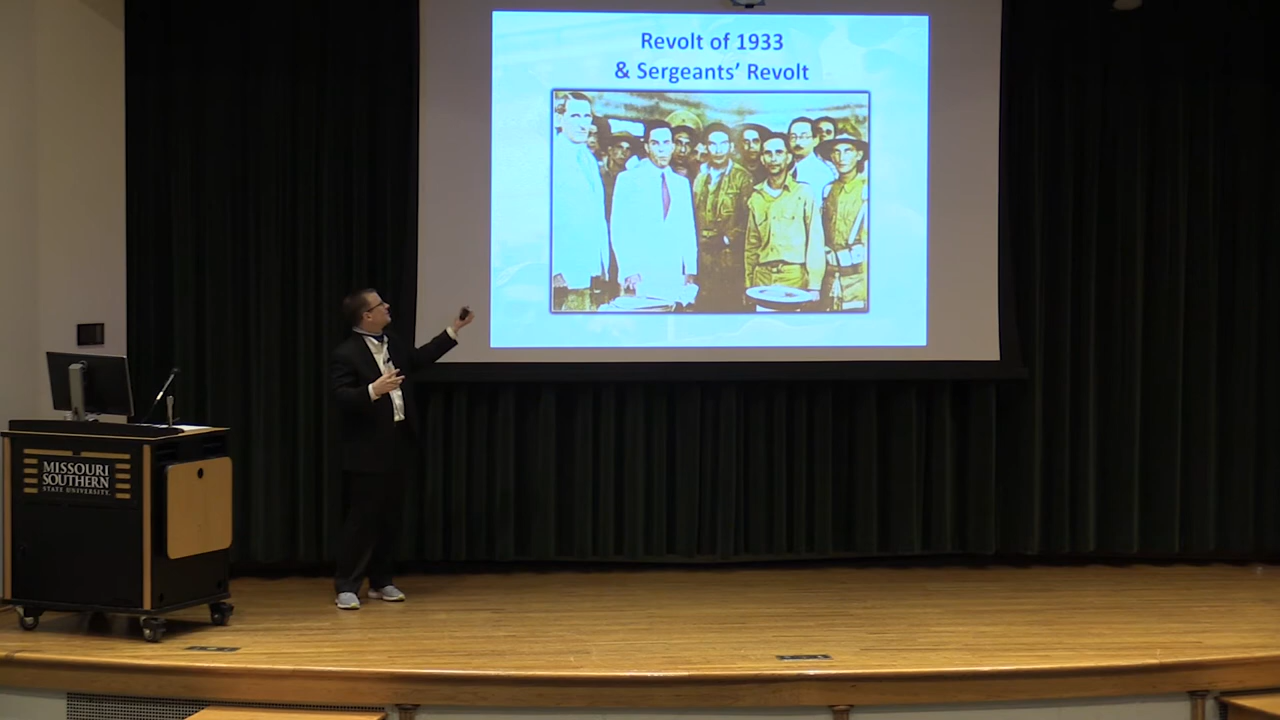 Revolt of 1933
& Sergeants’ Revolt
MISSOURI
SOUTHERN
STATE UNIVERSITY.